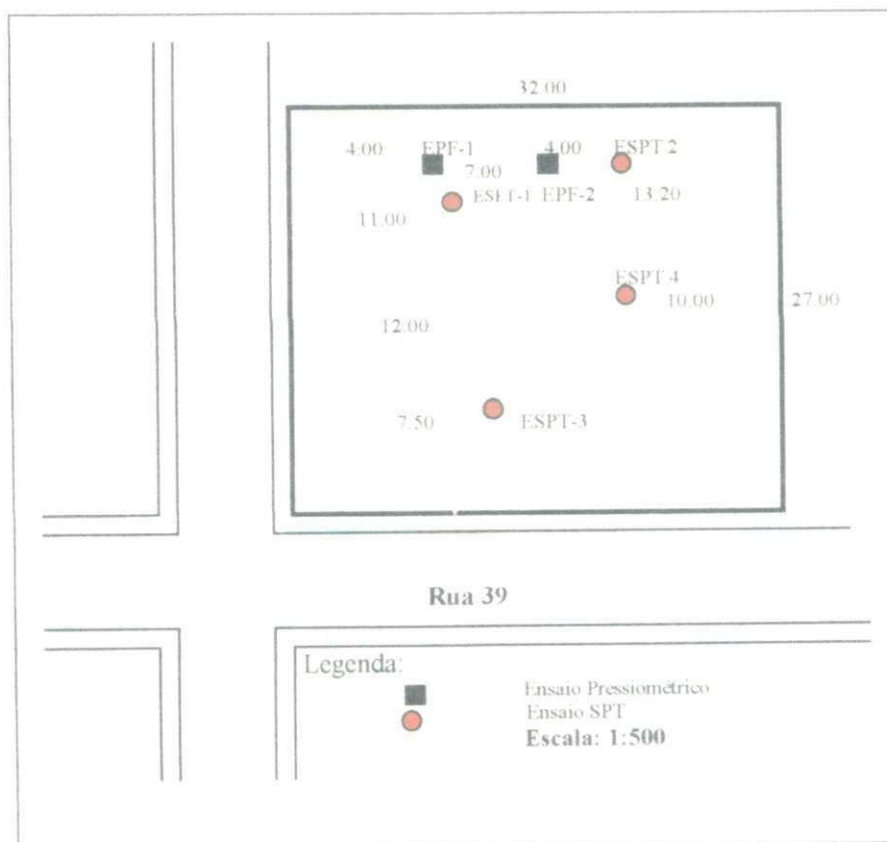 32.00
4.00 EPF-1 4.00 ESPT 2
7.00
ESPT-1 EPF-2 13.20
11.00
ESPT 4
10.00 27.00
12.00
7.50 ESPT-3
Rua 39
Legenda:
Ensaio Pressiométrico
Ensaio SPT
Escala: 1:500